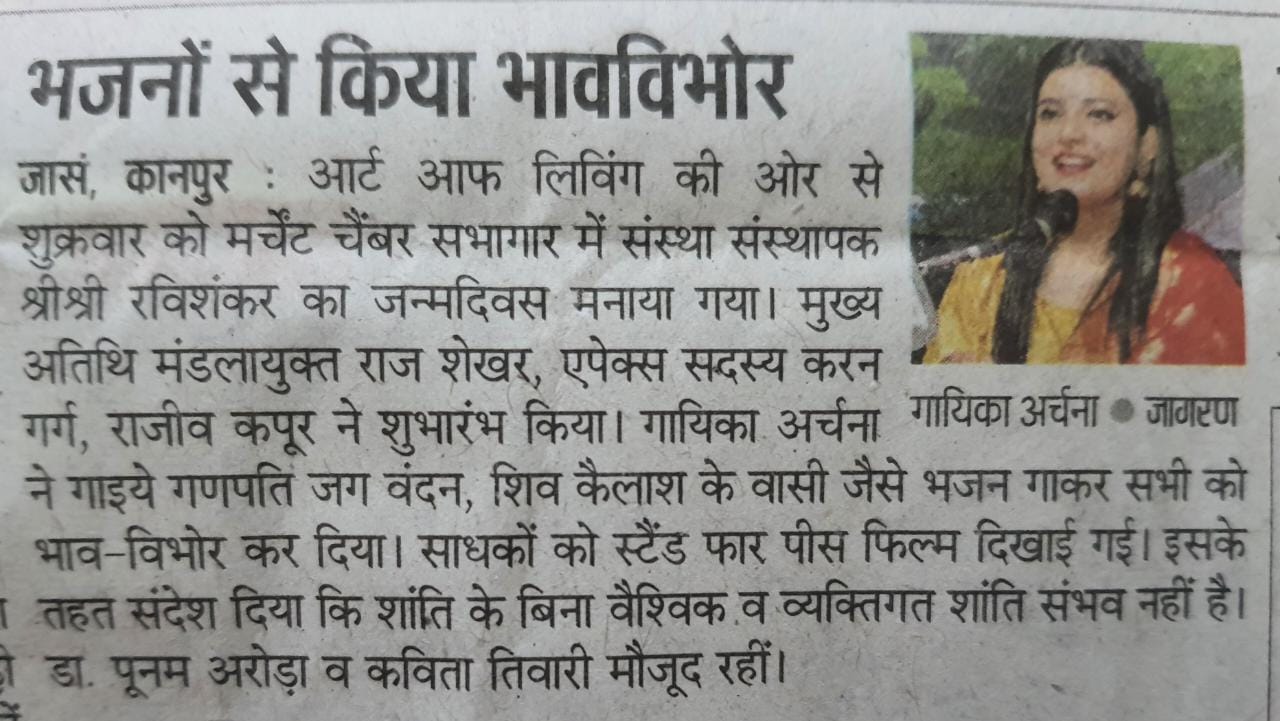 भजनों से किया भावविभोर
जासं, कानपुर : आर्ट आफ लिविंग की ओर से
शुक्रवार को मर्चेंट चैंबर सभागार में संस्था संस्थापक
श्रीश्री रविशंकर का जन्मदिवस मनाया गया। मुख्य
अतिथि मंडलायुक्त राज शेखर, एपेक्स सदस्य करन
गर्ग, राजीव कपूर ने शुभारंभ किया। गायिका अर्चना
ने गाइये गणपति जग वंदन, शिव कैलाश के वासी जैसे भजन गाकर सभी को
भाव-विभोर कर दिया। साधकों को स्टैंड फार पीस फिल्म दिखाई गई। इसके
तहत संदेश दिया कि शांति के बिना वैश्विक व व्यक्तिगत शांति संभव नहीं है।
डा. पूनम अरोड़ा व कविता तिवारी मौजूद रहीं।
गायिका अर्चना ● जागरण